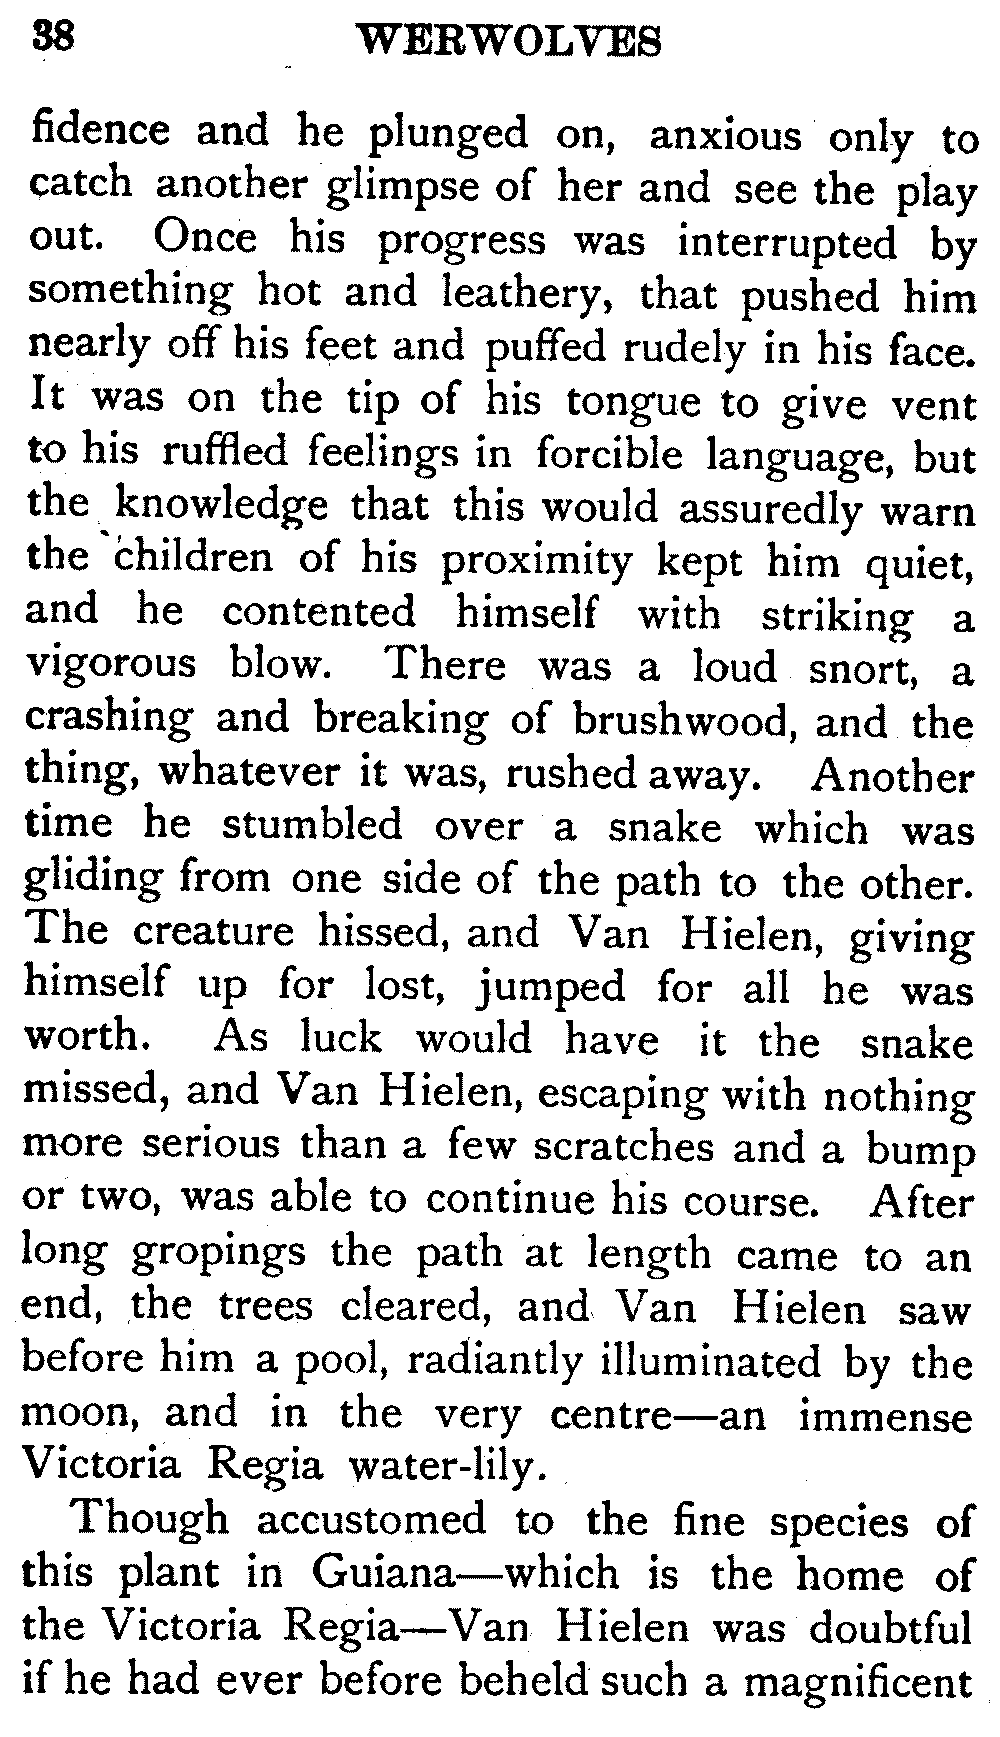 38 WERWOLVES
fidence and he plunged on, anxious only to
catch another glimpse of her and see the play
out. Once his progress was interrupted by
something hot and leathery, that pushed him
nearly off his feet and puffed rudely in his face.
It was on the tip of his tongue to give vent
to his ruffled feelings in forcible language, but
the knowledge that this would assuredly warn
the children of his proximity kept him quiet,
and he contented himself with striking a
vigorous blow. There was a loud snort, a
crashing and breaking of brushwood, and the
thing, whatever it was, rushed away. Another
time he stumbled over a snake which was
gliding from one side of the path to the other.
The creature hissed, and Van Hielen, giving
himself up for lost, jumped for all he was
worth. As luck would have it the snake
missed, and Van Hielen, escaping with nothing
more serious than a few scratches and a bump
or two, was able to continue his course. After
long gropings the path at length came to an
end, the trees cleared, and Van Hielen saw
before him a pool, radiantly illuminated by the
moon, and in the very centre—an immense
Victoria Regia water-lily.
Though accustomed to the fine species of
this plant in Guiana—which is the home of
the Victoria Regia—Van Hielen was doubtful
if he had ever before beheld such a magnificent